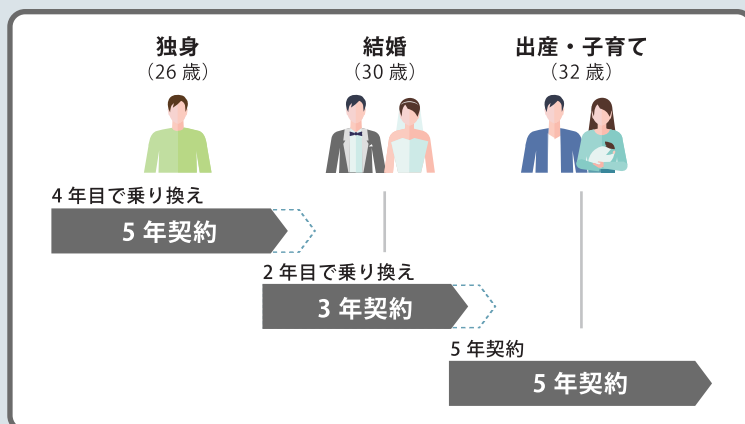 独身
（26 歳）
結婚
（30 歳）
出産・子育て
（32 歳）
4 年目で乗り換え
5 年契約
2 年目で乗り換え
3 年契約
5 年契約
5 年契約